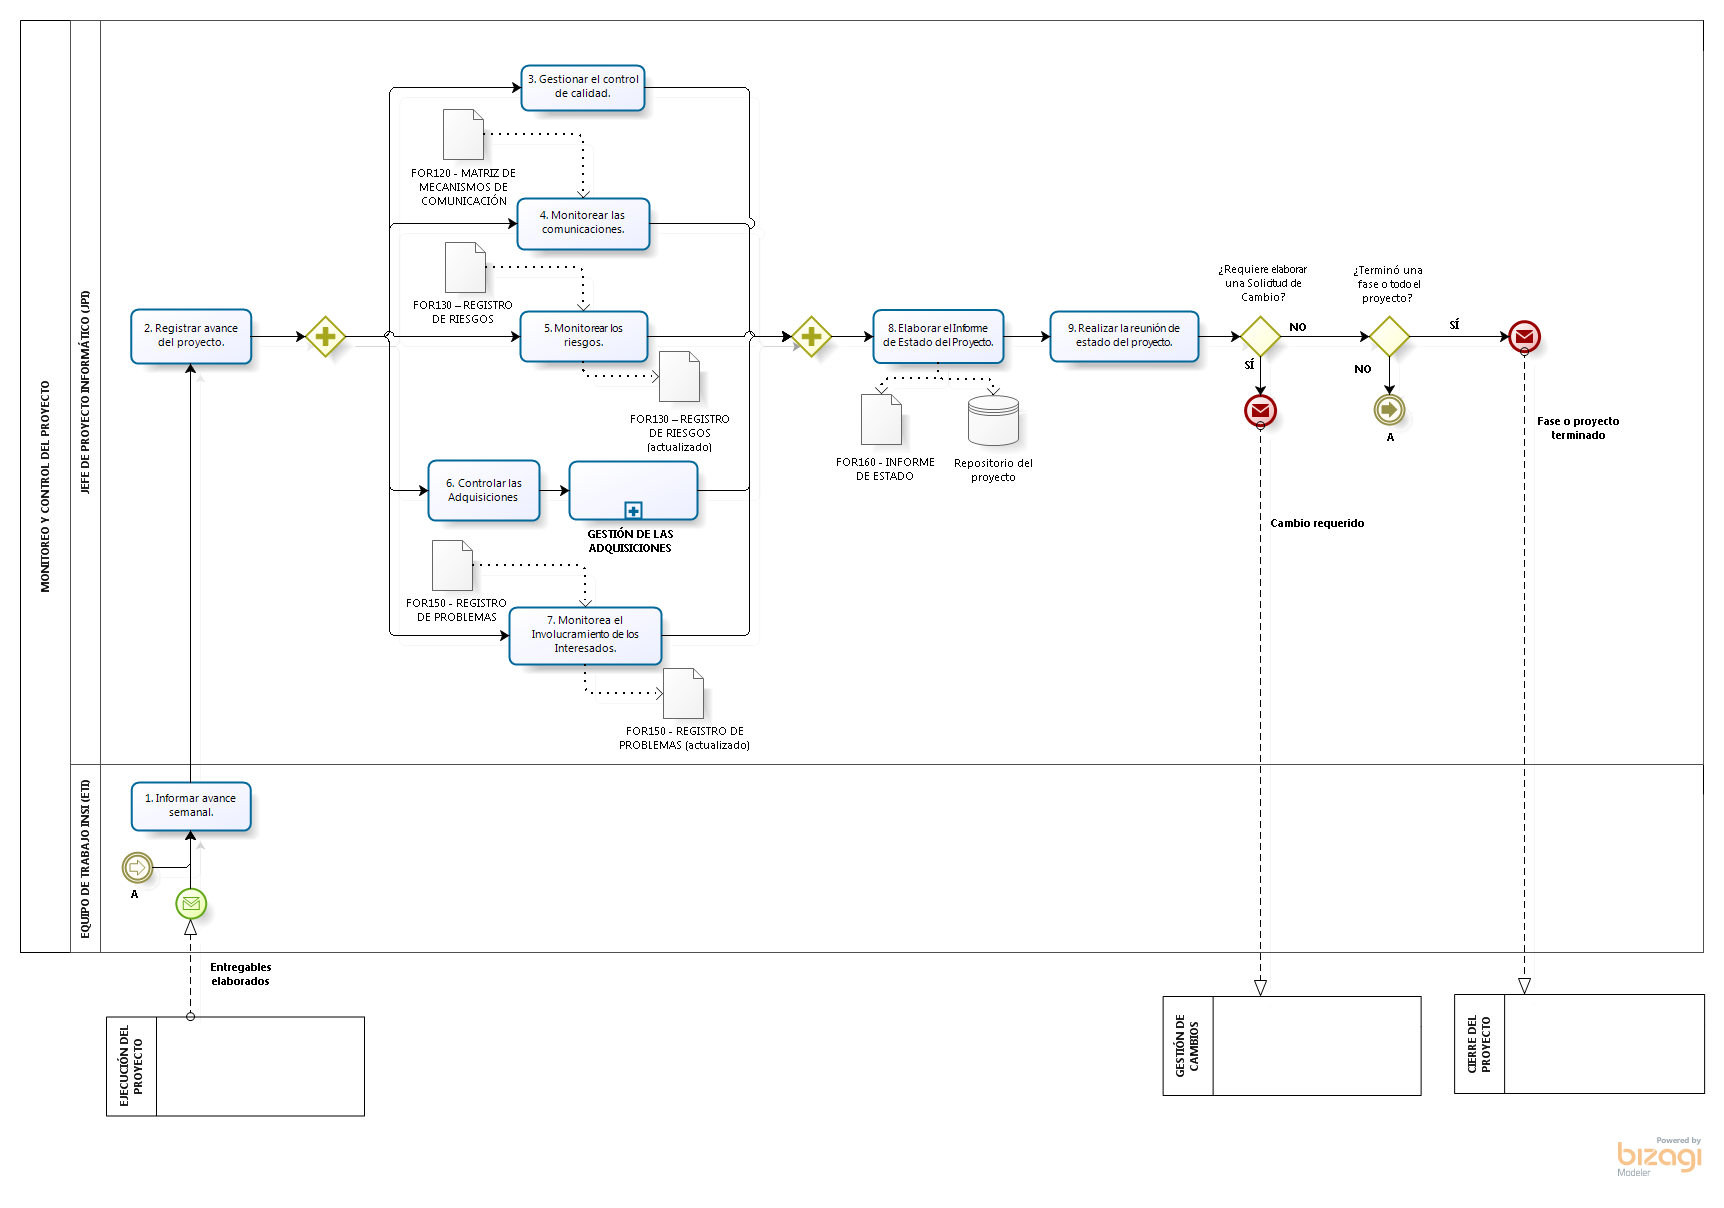 MONITOREO Y CONTROL DEL PROYECTO
JEFE DE PROYECTO INFORMÁTICO (JPI)
3. Gestionar el control
de calidad.
FOR120 - MATRIZ DE
MECANISMOS DE
COMUNICACIÓN
4. Monitorear las
comunicaciones.
FOR130 – REGISTRO
DE RIESGOS
2. Registrar avance
del proyecto.
5. Monitorear los
riesgos.
FOR130 – REGISTRO
DE RIESGOS
(actualizado)
6. Controlar las
Adquisiciones
GESTIÓN DE LAS
ADQUISICIONES
FOR150 - REGISTRO
DE PROBLEMAS
7. Monitorea el
Involucramiento de los
Interesados.
FOR150 - REGISTRO DE
PROBLEMAS (actualizado)
8. Elaborar el Informe
de Estado del Proyecto.
FOR160 - INFORME
DE ESTADO
Repositorio del
proyecto
9. Realizar la reunión de
estado del proyecto.
¿Requiere elaborar
una Solicitud de
Cambio?
NO
SÍ
¿Terminó una
fase o todo el
proyecto?
SÍ
NO
A
Fase o proyecto
terminado
Cambio requerido
EQUIPO DE TRABAJO INSI (ETI)
1. Informar avance
semanal.
A
Entregables
elaborados
EJECUCIÓN DEL
PROYECTO
GESTIÓN DE
CAMBIOS
CIERRE DEL
PROYECTO
Powered by
bizagi
Modeler